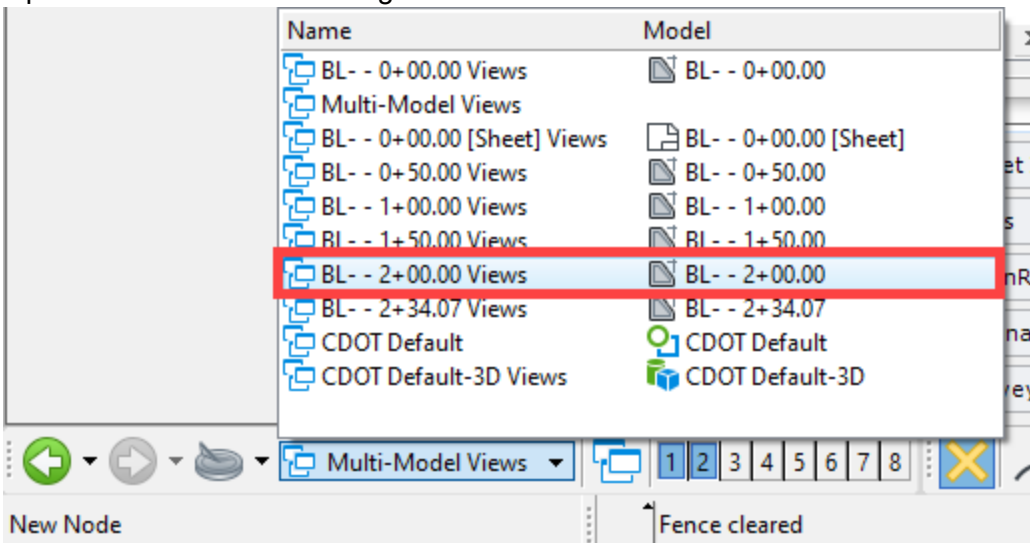 Name Model
BL- - 0+00.00 Views BL- - 0+00.00
Multi-Model Views
BL- - 0+00.00 [Sheet] Views BL- - 0+00.00 [Sheet]
BL- - 0+50.00 Views BL- - 0+50.00
BL- - 1+00.00 Views BL- - 1+00.00
BL- - 1+50.00 Views BL- - 1+50.00
BL- - 2+00.00 Views BL- - 2+00.00
BL- - 2+34.07 Views BL- - 2+34.07
CDOT Default CDOT Default
CDOT Default-3D Views CDOT Default-3D
Multi-Model Views 1 2 3 4 5 6 7 8
New Node Fence cleared